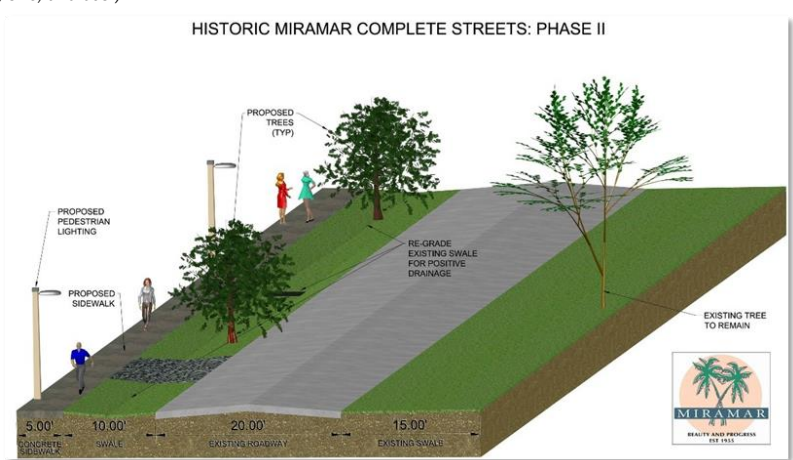 HISTORIC MIRAMAR COMPLETE STREETS: PHASE II
PROPOSED
TREES
(TYP)
PROPOSED
PEDESTRIAN
LIGHTING
RE-GRADE
EXISTING SWALE
FOR POSITIVE
DRAINAGE
PROPOSED
SIDEWALK
EXISTING TREE
TO REMAIN
5.00'
CONCRETE
SIDEWALK
10.00'
SWALE
20.00'
EXISTING ROADWAY
15.00'
EXISTING SWALE
MIRAMAR
BEAUTY AND PROGRESS
EST 1955